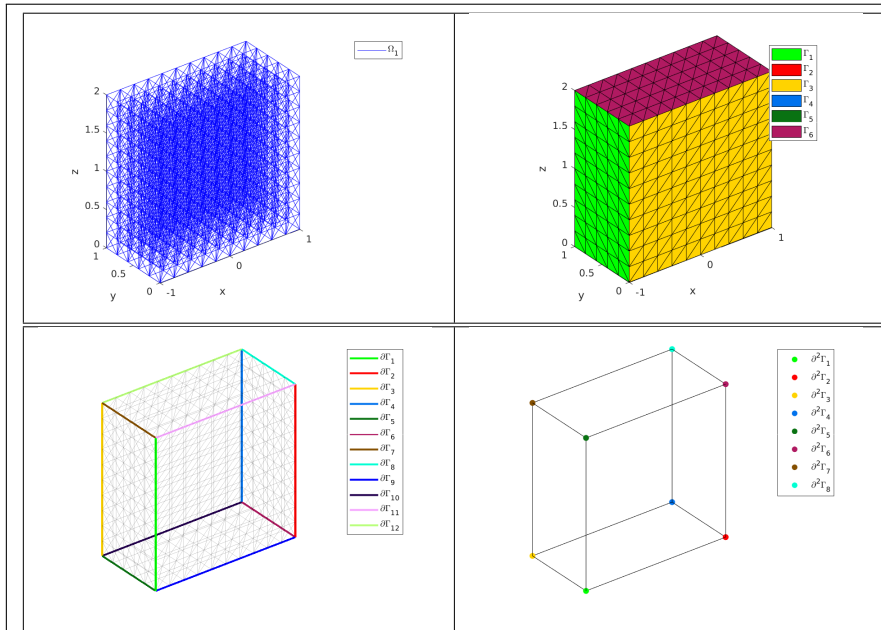 Ω₁
2
1.5
1
0.5
0
z
1
0.5
0
y
-1
0
1
x
Γ₁
Γ₂
Γ₃
Γ₄
Γ₅
Γ₆
2
1.5
1
0.5
0
z
1
0.5
0
y
-1
0
1
x
∂Γ₁
∂Γ₂
∂Γ₃
∂Γ₄
∂Γ₅
∂Γ₆
∂Γ₇
∂Γ₈
∂Γ₉
∂Γ₁₀
∂Γ₁₁
∂Γ₁₂
∂²Γ₁
∂²Γ₂
∂²Γ₃
∂²Γ₄
∂²Γ₅
∂²Γ₆
∂²Γ₇
∂²Γ₈